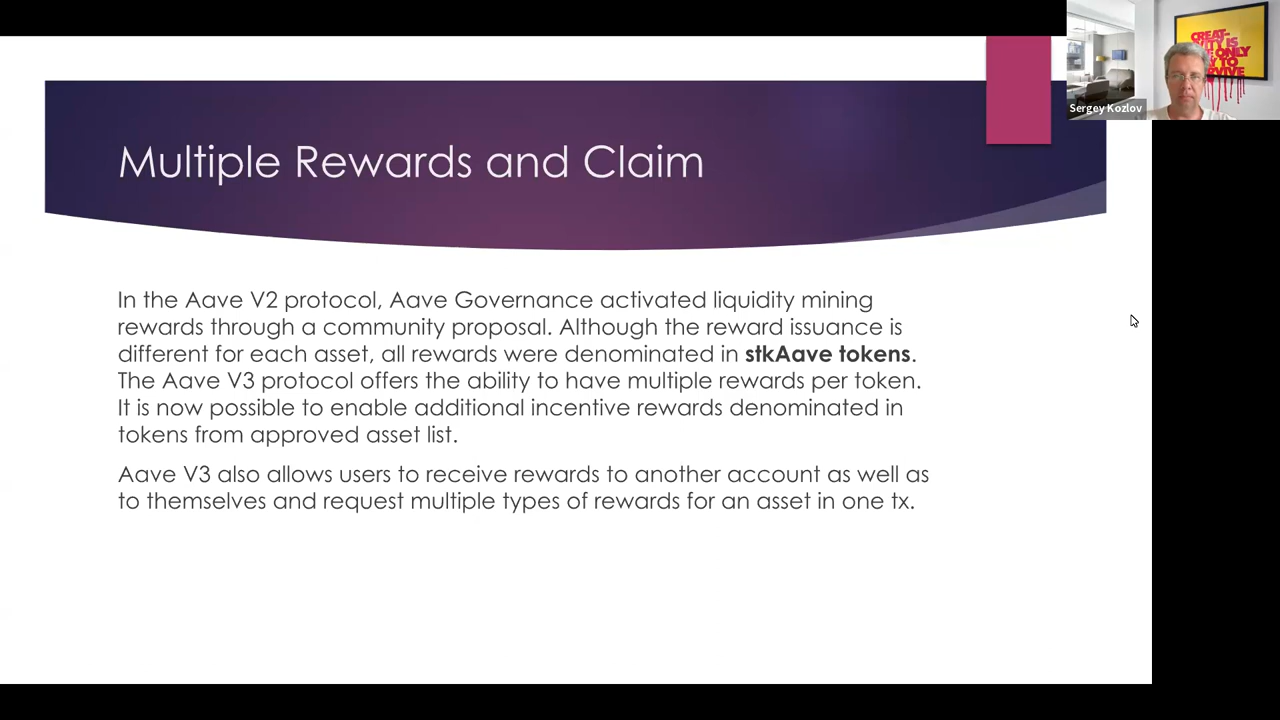 Multiple Rewards and Claim
In the Aave V2 protocol, Aave Governance activated liquidity mining
rewards through a community proposal. Although the reward issuance is
different for each asset, all rewards were denominated in stkAave tokens.
The Aave V3 protocol offers the ability to have multiple rewards per token.
It is now possible to enable additional incentive rewards denominated in
tokens from approved asset list.
Aave V3 also allows users to receive rewards to another account as well as
to themselves and request multiple types of rewards for an asset in one tx.
Sergey Kozlov
CREAT-
ONLY